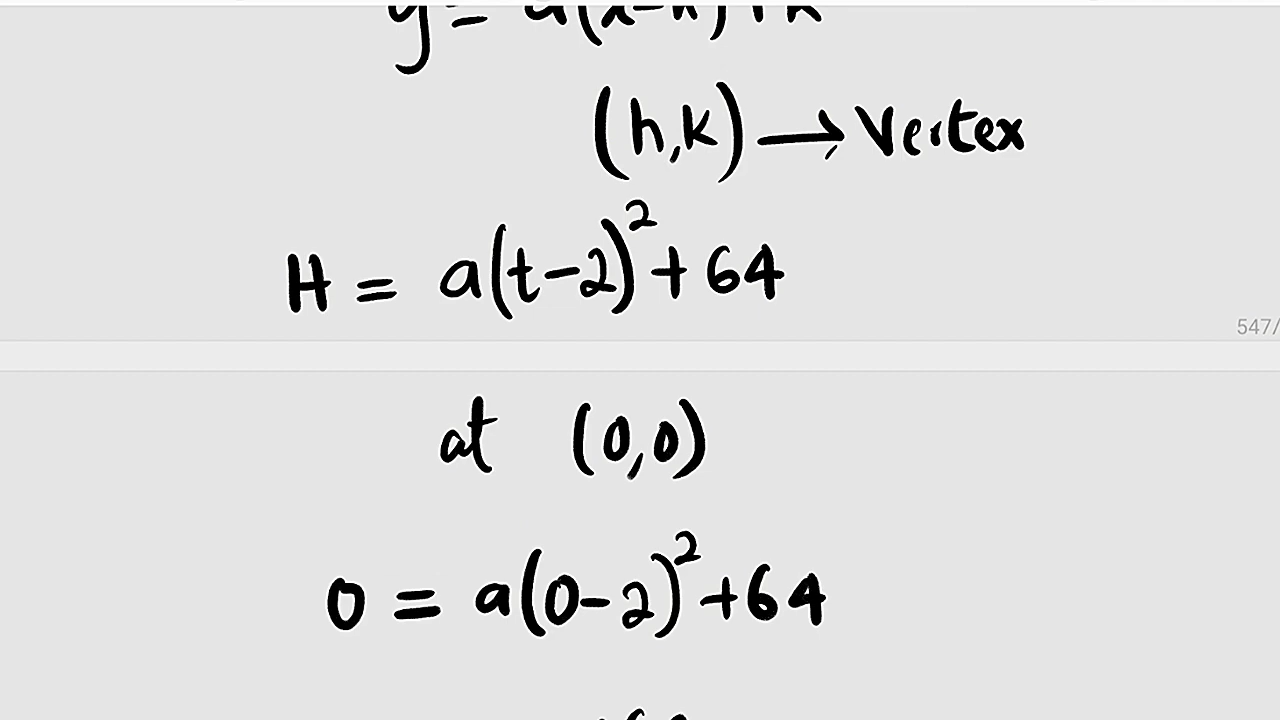 y = a(x-h) + k
(h,k) → Vertex
H = a(t-2)² + 64
547/
at (0,0)
0 = a(0-2)² + 64